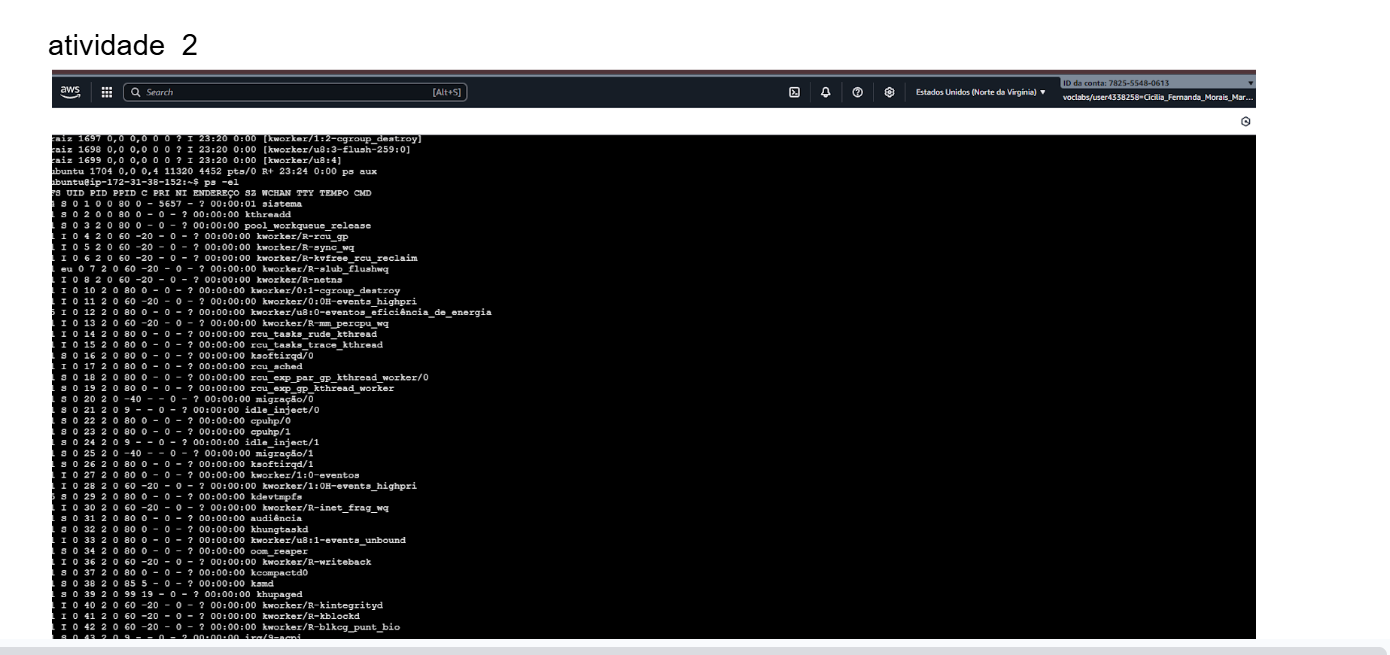 atividade 2
aws
Search
[Alt+S]
Estados Unidos (Norte da Virgínia)
ID da conta: 7825-5548-0613
voclabs/user4338258=Cicilia_Fernanda_Morais_Mar...
raiz 1697 0,0 0,0 0 0 ? I 23:20 0:00 [kworker/1:2-cgroup_destroy]
raiz 1698 0,0 0,0 0 0 ? I 23:20 0:00 [kworker/u8:3-flush-259:0]
raiz 1699 0,0 0,0 0 0 ? I 23:20 0:00 [kworker/u8:4]
ubuntu 1704 0,0 0,4 11320 4452 pts/0 R+ 23:24 0:00 ps aux
ubuntu@ip-172-31-38-152:~$ ps -el
FS UID PID PPID C PRI NI ENDEREÇO SZ WCHAN TTY TEMPO CMD
S 0 1 0 0 80 0 - 5657 - ? 00:00:01 sistema
1 S 0 2 0 0 80 0 - 0 - ? 00:00:00 kthreadd
1 S 0 3 2 0 80 0 - 0 - ? 00:00:00 pool_workqueue_release
1 I 0 4 2 0 60 -20 - 0 - ? 00:00:00 kworker/R-rcu_gp
1 I 0 5 2 0 60 -20 - 0 - ? 00:00:00 kworker/R-sync_wq
1 I 0 6 2 0 60 -20 - 0 - ? 00:00:00 kworker/R-kvfree_rcu_reclaim
1 eu 0 7 2 0 60 -20 - 0 - ? 00:00:00 kworker/R-slub_flushwq
1 I 0 8 2 0 60 -20 - 0 - ? 00:00:00 kworker/R-netns
1 I 0 10 2 0 80 0 - 0 - ? 00:00:00 kworker/0:1-cgroup_destroy
1 I 0 11 2 0 60 -20 - 0 - ? 00:00:00 kworker/0:0H-events_highpri
5 I 0 12 2 0 80 0 - 0 - ? 00:00:00 kworker/u8:0-eventos_eficiência_de_energia
1 I 0 13 2 0 60 -20 - 0 - ? 00:00:00 kworker/R-mm_percpu_wq
1 I 0 14 2 0 80 0 - 0 - ? 00:00:00 rcu_tasks_rude_kthread
1 I 0 15 2 0 80 0 - 0 - ? 00:00:00 rcu_tasks_trace_kthread
1 S 0 16 2 0 80 0 - 0 - ? 00:00:00 ksoftirqd/0
1 I 0 17 2 0 80 0 - 0 - ? 00:00:00 rcu_sched
1 S 0 18 2 0 80 0 - 0 - ? 00:00:00 rcu_exp_par_gp_kthread_worker/0
1 S 0 19 2 0 80 0 - 0 - ? 00:00:00 rcu_exp_gp_kthread_worker
1 S 0 20 2 0 -40 - - 0 - ? 00:00:00 migração/0
1 S 0 21 2 0 9 - - 0 - ? 00:00:00 idle_inject/0
1 S 0 22 2 0 80 0 - 0 - ? 00:00:00 cpuhp/0
1 S 0 23 2 0 80 0 - 0 - ? 00:00:00 cpuhp/1
1 S 0 24 2 0 9 - - 0 - ? 00:00:00 idle_inject/1
1 S 0 25 2 0 -40 - - 0 - ? 00:00:00 migração/1
1 S 0 26 2 0 80 0 - 0 - ? 00:00:00 ksoftirqd/1
1 I 0 27 2 0 80 0 - 0 - ? 00:00:00 kworker/1:0-eventos
1 I 0 28 2 0 60 -20 - 0 - ? 00:00:00 kworker/1:0H-events_highpri
5 S 0 29 2 0 80 0 - 0 - ? 00:00:00 kdevtmpfs
1 I 0 30 2 0 60 -20 - 0 - ? 00:00:00 kworker/R-inet_frag_wq
1 S 0 31 2 0 80 0 - 0 - ? 00:00:00 audiência
1 S 0 32 2 0 80 0 - 0 - ? 00:00:00 khungtaskd
1 I 0 33 2 0 80 0 - 0 - ? 00:00:00 kworker/u8:1-events_unbound
1 S 0 34 2 0 80 0 - 0 - ? 00:00:00 oom_reaper
1 I 0 36 2 0 60 -20 - 0 - ? 00:00:00 kworker/R-writeback
1 S 0 37 2 0 80 0 - 0 - ? 00:00:00 kcompactd0
1 S 0 38 2 0 85 5 - 0 - ? 00:00:00 ksmd
1 S 0 39 2 0 99 19 - 0 - ? 00:00:00 khupaged
1 I 0 40 2 0 60 -20 - 0 - ? 00:00:00 kworker/R-kintegrityd
1 I 0 41 2 0 60 -20 - 0 - ? 00:00:00 kworker/R-kblockd
1 I 0 42 2 0 60 -20 - 0 - ? 00:00:00 kworker/R-blkcg_punt_bio
1 S 0 43 2 0 9 - - 0 - ? 00:00:00 irq/9-acpi